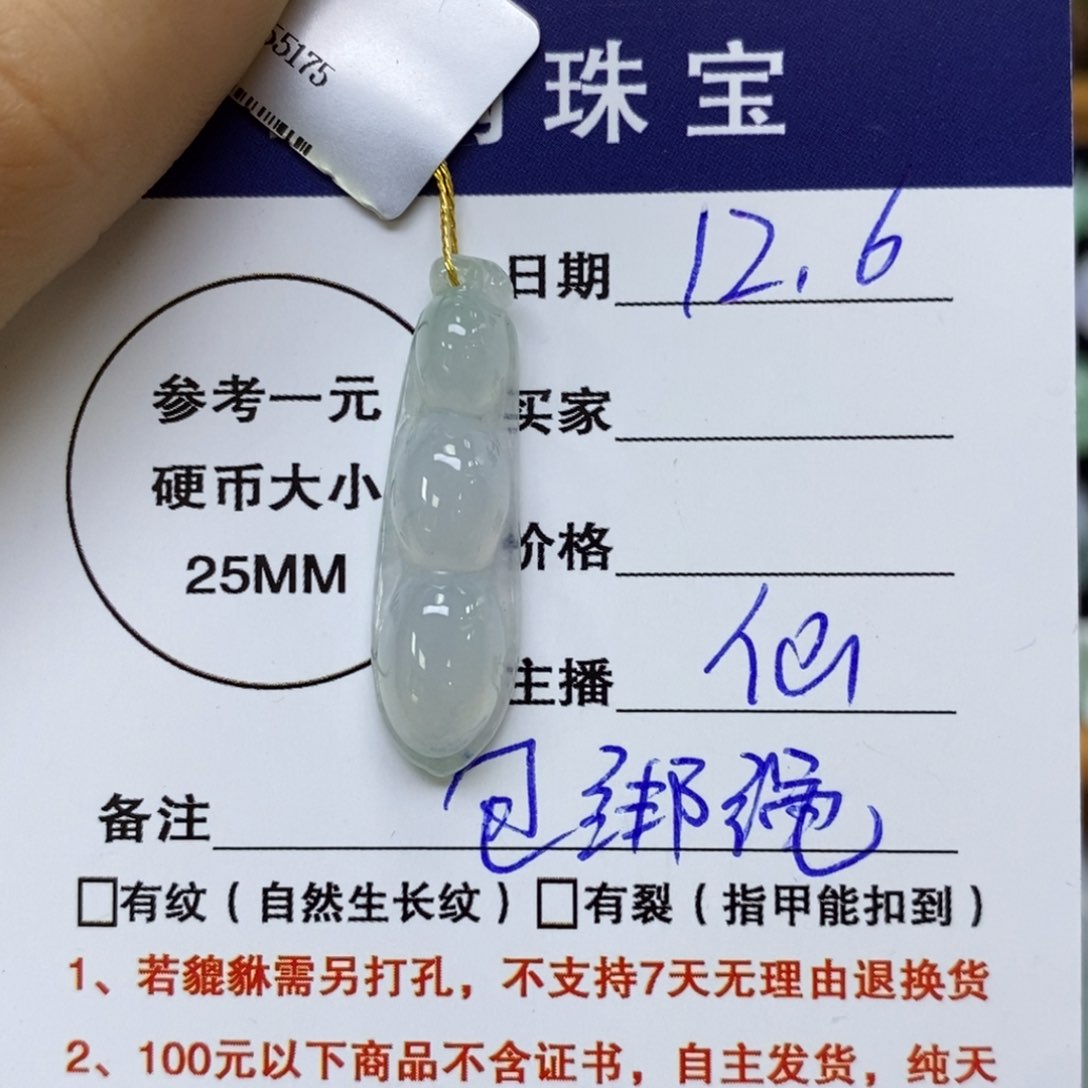 55175
珠宝
日期 12.6
参考一元
硬币大小
25MM
买家
价格
主播 仙
备注 包绑绳
有纹（自然生长纹） 有裂（指甲能扣到）
1、若貔貅需另打孔，不支持7天无理由退换货
2、100元以下商品不含证书，自主发货，纯天